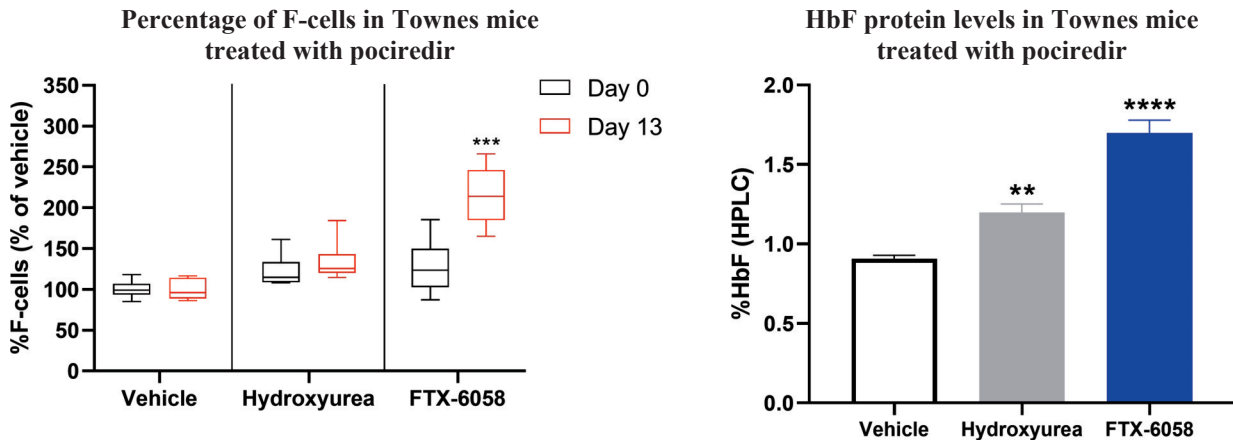 Percentage of F-cells in Townes mice
treated with pociredir
%F-cells (% of vehicle)
350
300
250
200
150
100
50
0
***
Day 0
Day 13
Vehicle
Hydroxyurea
FTX-6058
HbF protein levels in Townes mice
treated with pociredir
%HbF (HPLC)
2.0
1.5
1.0
0.5
0.0
**
****
Vehicle
Hydroxyurea
FTX-6058